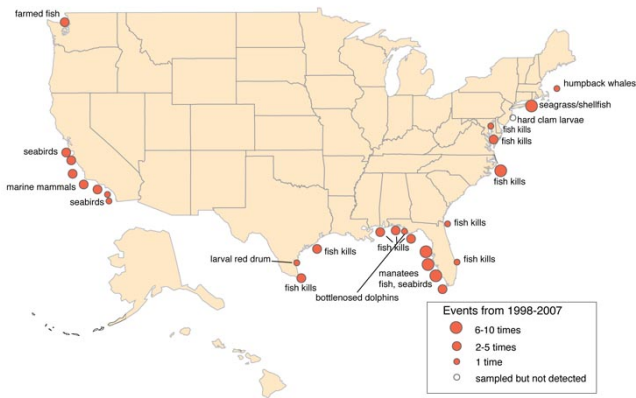 farmed fish
humpback whales
seagrass/shellfish
hard clam larvae
fish kills
fish kills
seabirds
fish kills
marine mammals
seabirds
fish kills
fish kills
fish kills
larval red drum
fish kills
manatees
fish, seabirds
fish kills
bottlenosed dolphins
Events from 1998-2007
6-10 times
2-5 times
1 time
sampled but not detected